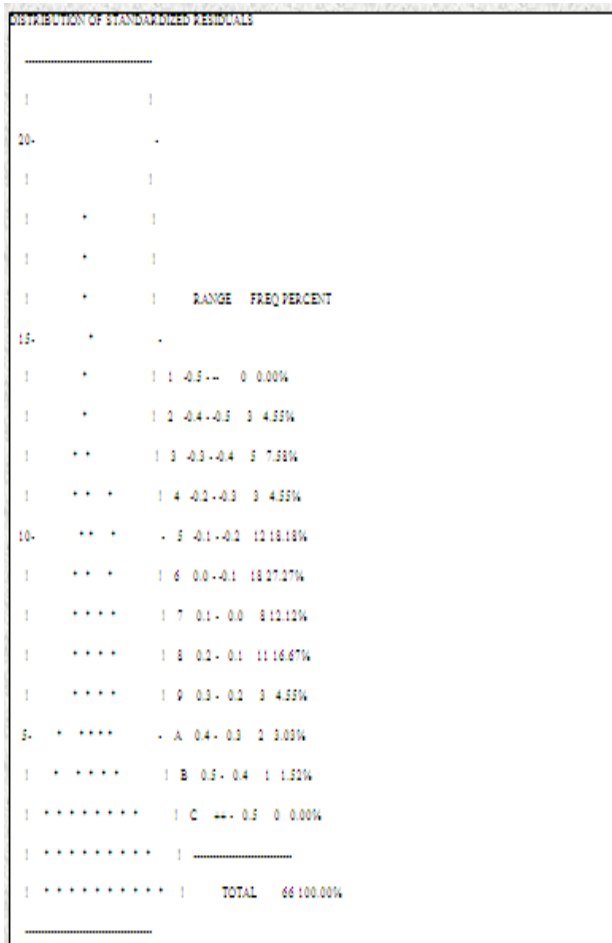 DISTRIBUTION OF STANDARDIZED RESIDUALS
---------------------------------
! !
20- -
! !
! * !
! * !
! * ! RANGE FREQ PERCENT
15- * -
! * ! 1 -0.5 - -- 0 0.00%
! * ! 2 -0.4 - -0.5 3 4.55%
! * * ! 3 -0.3 - -0.4 5 7.58%
! * * * ! 4 -0.2 - -0.3 3 4.55%
10- * * * - 5 -0.1 - -0.2 12 18.18%
! * * * ! 6 0.0 - -0.1 18 27.27%
! * * * * ! 7 0.1 - 0.0 8 12.12%
! * * * * ! 8 0.2 - 0.1 11 16.67%
! * * * * ! 9 0.3 - 0.2 3 4.55%
5- * * * * * - A 0.4 - 0.3 2 3.03%
! * * * * * ! B 0.5 - 0.4 1 1.52%
! * * * * * * * * ! C ++ - 0.5 0 0.00%
! * * * * * * * * * ! --------------------------
! * * * * * * * * * * ! TOTAL 66 100.00%
---------------------------------